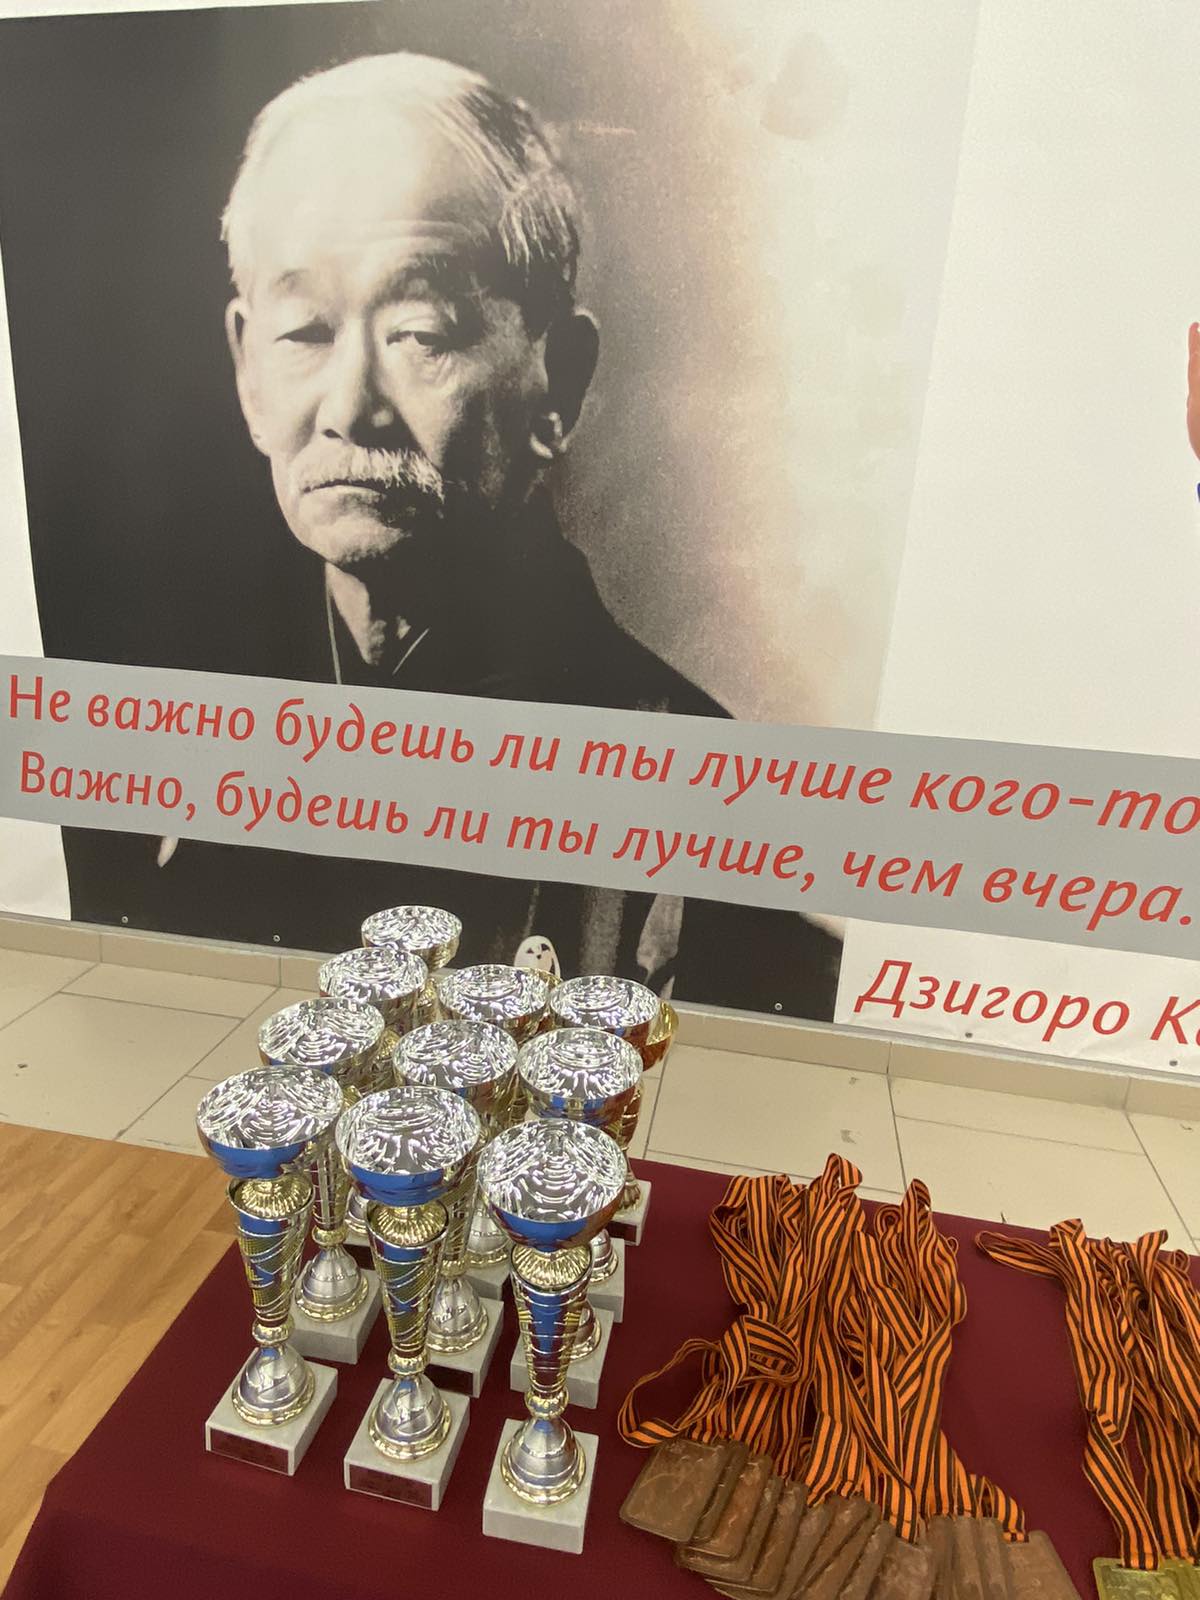 Не важно будешь ли ты лучше кого-то
Важно, будешь ли ты лучше, чем вчера.
Дзигоро